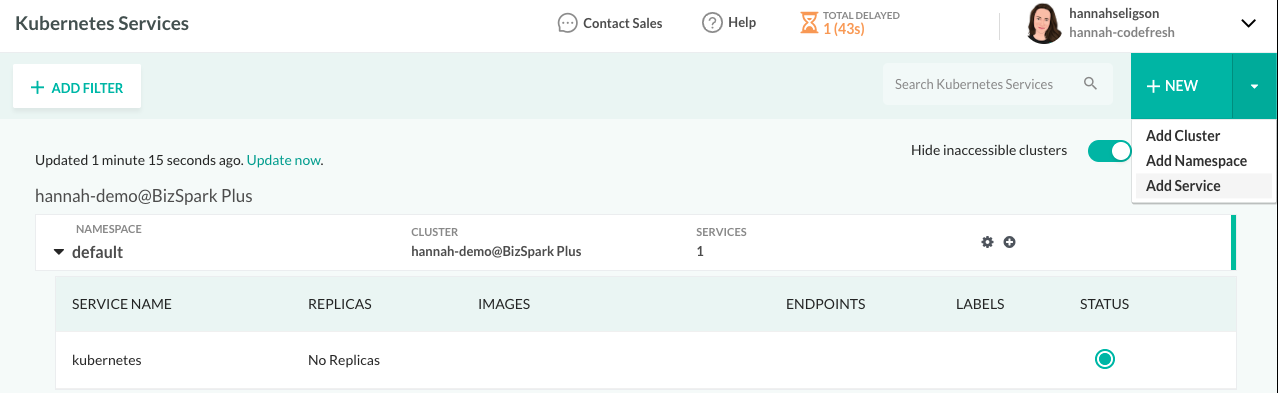 Kubernetes Services
Contact Sales
Help
TOTAL DELAYED
1 (43s)
hannahseligson
hannah-codefresh
+ ADD FILTER
Search Kubernetes Services
+ NEW
Add Cluster
Add Namespace
Add Service
Updated 1 minute 15 seconds ago. Update now.
Hide inaccessible clusters
hannah-demo@BizSpark Plus
NAMESPACE CLUSTER SERVICES
default hannah-demo@BizSpark Plus 1
SERVICE NAME REPLICAS IMAGES ENDPOINTS LABELS STATUS
kubernetes No Replicas